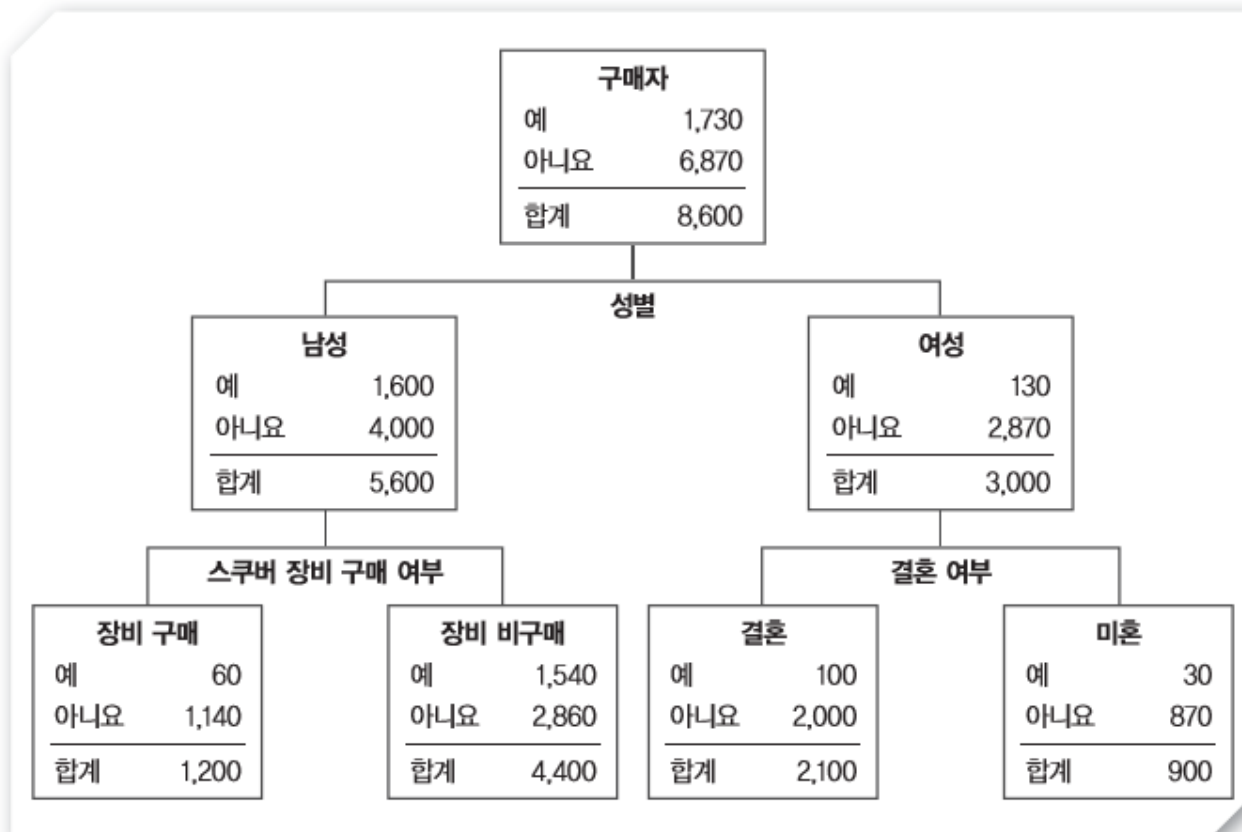 구매자
예 1,730
아니요 6,870
합계 8,600
성별
남성
예 1,600
아니요 4,000
합계 5,600
여성
예 130
아니요 2,870
합계 3,000
스쿠버 장비 구매 여부
장비 구매
예 60
아니요 1,140
합계 1,200
장비 비구매
예 1,540
아니요 2,860
합계 4,400
결혼 여부
결혼
예 100
아니요 2,000
합계 2,100
미혼
예 30
아니요 870
합계 900